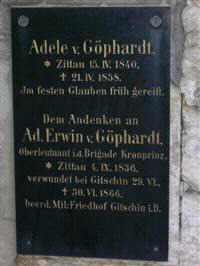 Adele v. Göphardt,
* Zittau 15. IV. 1840,
† 21. IV. 1858.
Im festen Glauben früh gereift.
Dem Andenken an
Ad. Erwin v. Göphardt,
Oberleutnant i.d. Brigade Kronprinz,
* Zittau 4. IX. 1836,
verwundet bei Gitschin 29. VI.,
† 30. VI. 1866,
beerd. Mil: Friedhof Gitschin i.B.